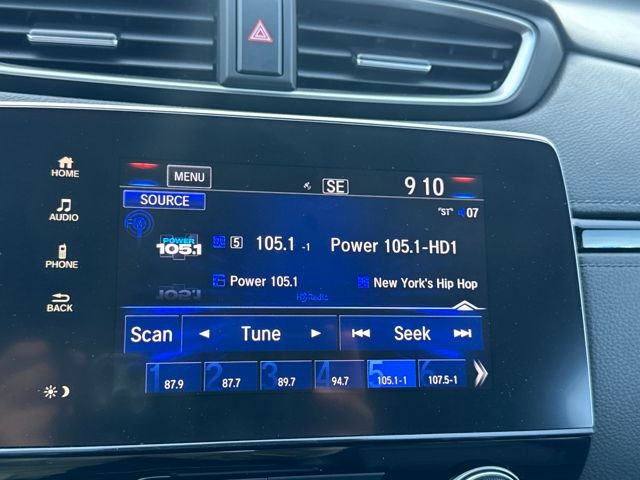 HOME
AUDIO
PHONE
BACK
MENU
SE
9 10
SOURCE
"ST" 07
FM
POWER
105.1
5 105.1 -1 Power 105.1-HD1
Power 105.1 New York's Hip Hop
HD Radio
Scan Tune Seek
1 2 3 4 5 6
87.9 87.7 89.7 94.7 105.1-1 107.5-1